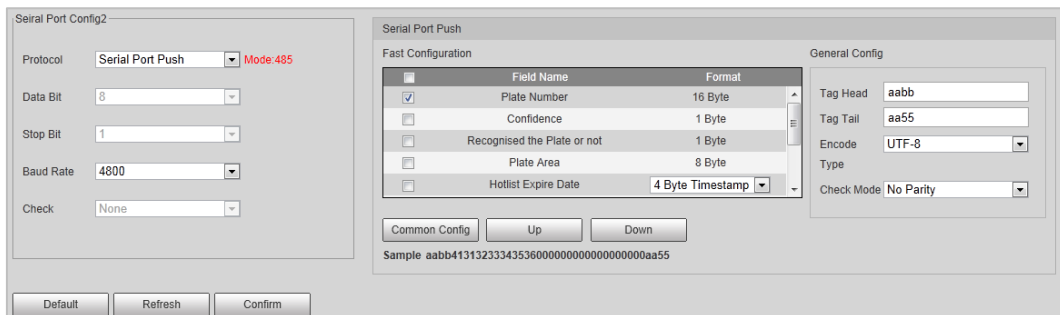 Seiral Port Config2
Protocol Serial Port Push Mode:485
Data Bit 8
Stop Bit 1
Baud Rate 4800
Check None
Default Refresh Confirm
Serial Port Push
Fast Configuration
Field Name Format
Plate Number 16 Byte
Confidence 1 Byte
Recognised the Plate or not 1 Byte
Plate Area 8 Byte
Hotlist Expire Date 4 Byte Timestamp
Common Config Up Down
Sample aabb41313233343536000000000000000000aa55
General Config
Tag Head aabb
Tag Tail aa55
Encode UTF-8
Type
Check Mode No Parity